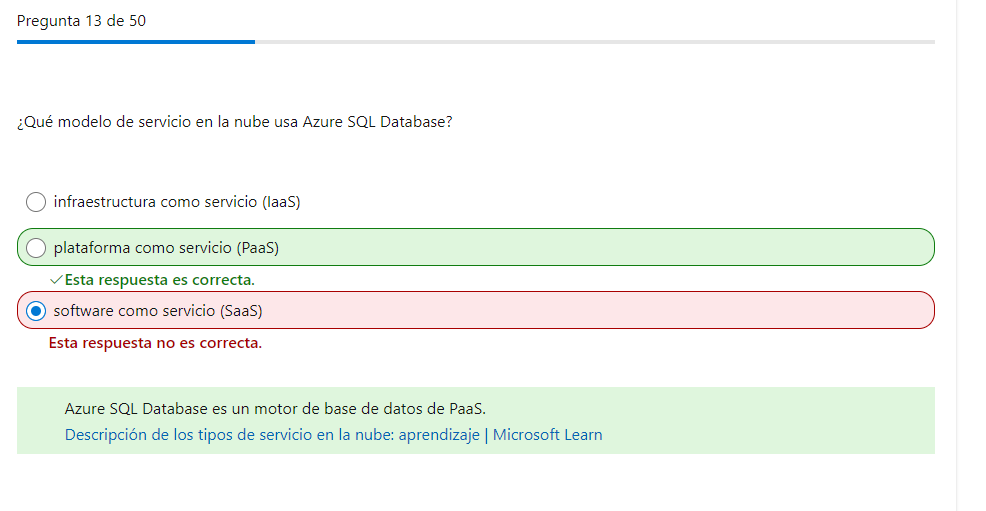 Pregunta 13 de 50
¿Qué modelo de servicio en la nube usa Azure SQL Database?
infraestructura como servicio (IaaS)
plataforma como servicio (PaaS)
✓Esta respuesta es correcta.
software como servicio (SaaS)
Esta respuesta no es correcta.
Azure SQL Database es un motor de base de datos de PaaS.
Descripción de los tipos de servicio en la nube: aprendizaje | Microsoft Learn